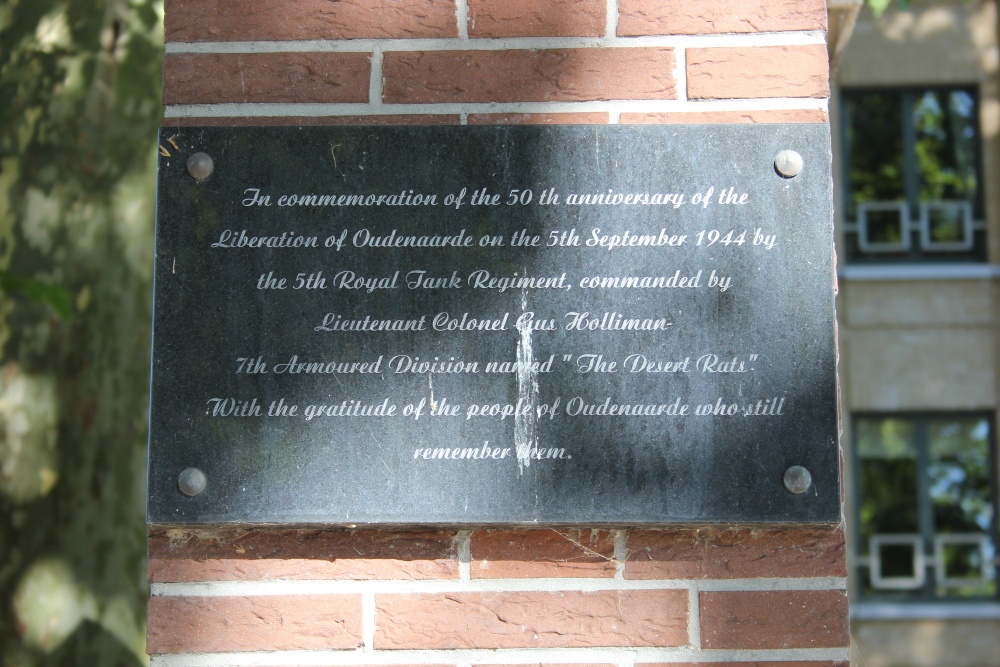 In commemoration of the 50 th anniversary of the
Liberation of Oudenaarde on the 5th September 1944 by
the 5th Royal Tank Regiment, commanded by
Lieutenant Colonel Gus Holliman-
7th Armoured Division named "The Desert Rats".
With the gratitude of the people of Oudenaarde who still
remember them.